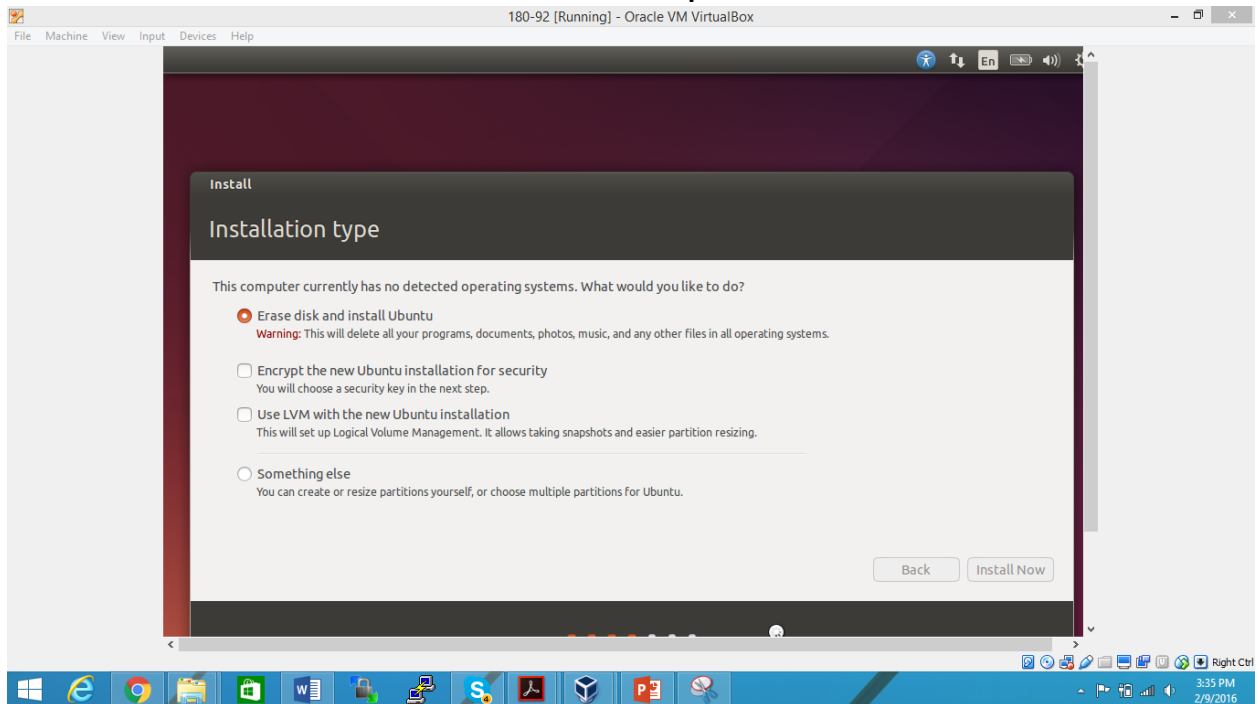 180-92 [Running] - Oracle VM VirtualBox
File Machine View Input Devices Help
En
Install
Installation type
This computer currently has no detected operating systems. What would you like to do?
Erase disk and install Ubuntu
Warning: This will delete all your programs, documents, photos, music, and any other files in all operating systems.
Encrypt the new Ubuntu installation for security
You will choose a security key in the next step.
Use LVM with the new Ubuntu installation
This will set up Logical Volume Management. It allows taking snapshots and easier partition resizing.
Something else
You can create or resize partitions yourself, or choose multiple partitions for Ubuntu.
Back Install Now
Right Ctrl
3:35 PM
2/9/2016